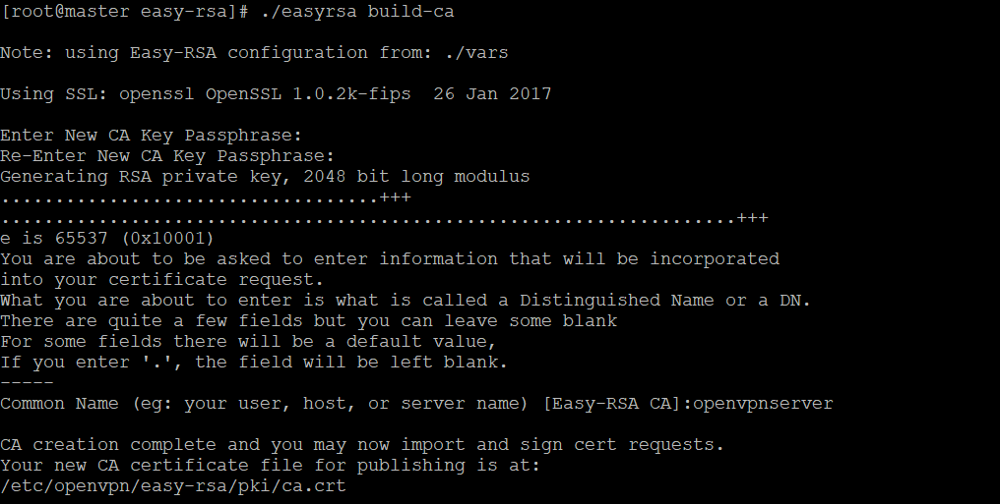 [root@master easy-rsa]# ./easyrsa build-ca
Note: using Easy-RSA configuration from: ./vars
Using SSL: openssl OpenSSL 1.0.2k-fips  26 Jan 2017
Enter New CA Key Passphrase:
Re-Enter New CA Key Passphrase:
Generating RSA private key, 2048 bit long modulus
...................................+++
....................................................................+++
e is 65537 (0x10001)
You are about to be asked to enter information that will be incorporated
into your certificate request.
What you are about to enter is what is called a Distinguished Name or a DN.
There are quite a few fields but you can leave some blank
For some fields there will be a default value,
If you enter '.', the field will be left blank.
-----
Common Name (eg: your user, host, or server name) [Easy-RSA CA]:openvpnserver
CA creation complete and you may now import and sign cert requests.
Your new CA certificate file for publishing is at:
/etc/openvpn/easy-rsa/pki/ca.crt